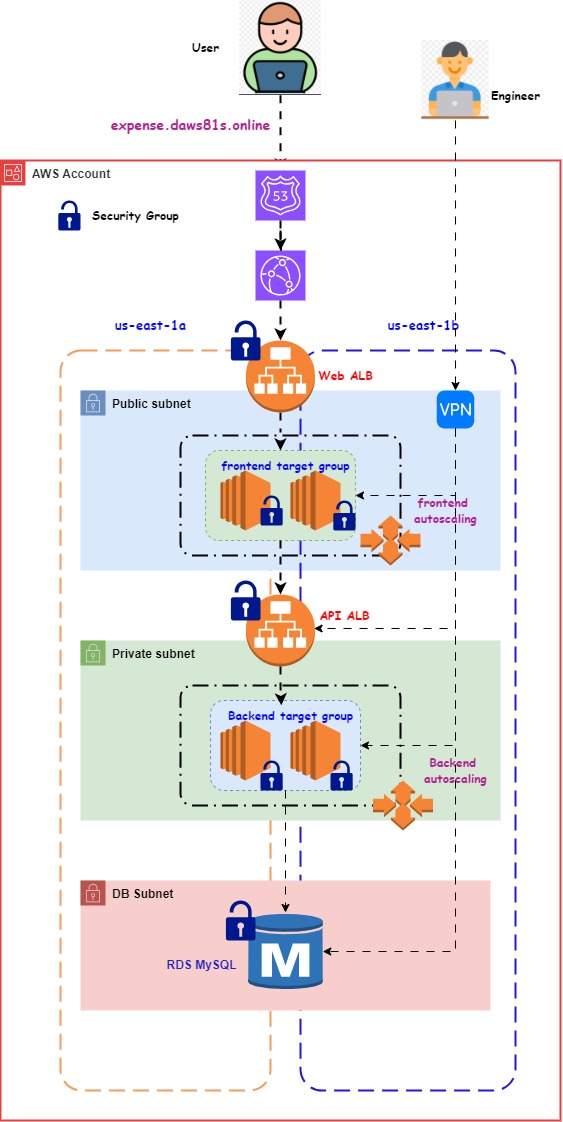 User
Engineer
expense.daws81s.online
AWS Account
53
Security Group
us-east-1a
us-east-1b
Web ALB
Public subnet
VPN
frontend target group
frontend
autoscaling
API ALB
Private subnet
Backend target group
Backend
autoscaling
DB Subnet
RDS MySQL
M